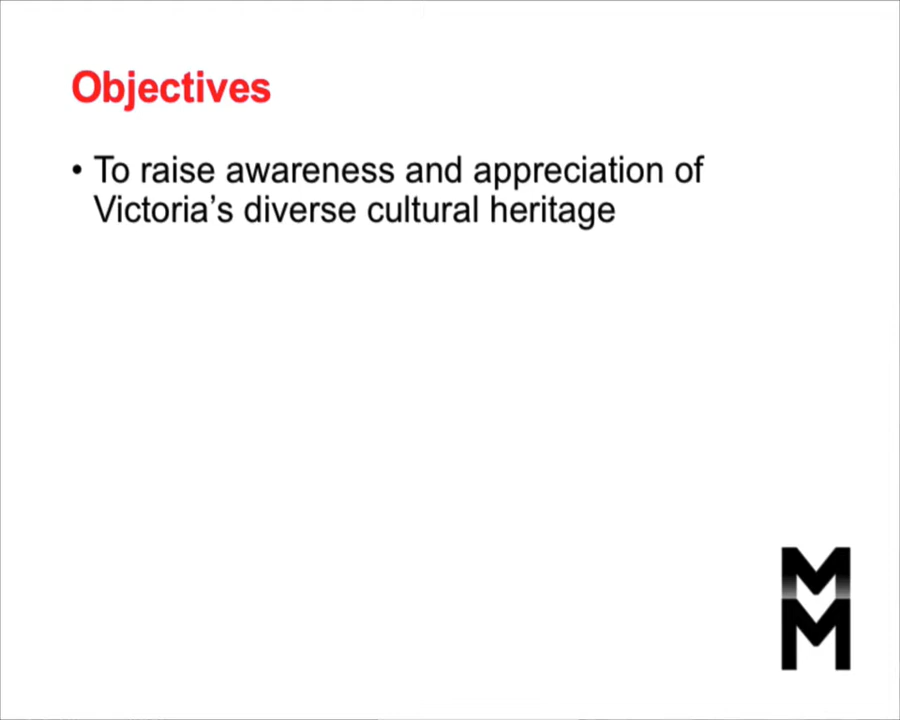 Objectives
• To raise awareness and appreciation of
Victoria’s diverse cultural heritage
M
M